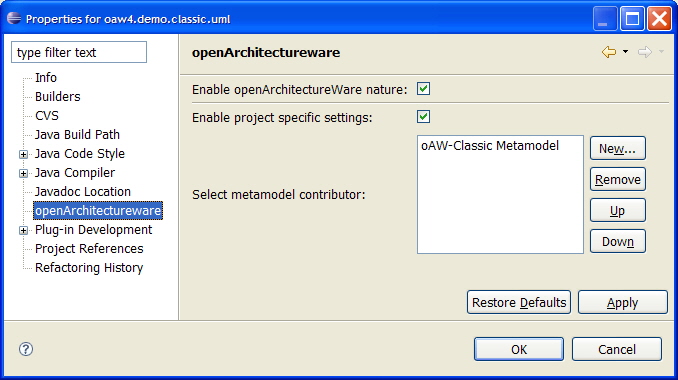 Properties for oaw4.demo.classic.uml
type filter text
Info
Builders
CVS
Java Build Path
Java Code Style
Java Compiler
Javadoc Location
openArchitectureware
Plug-in Development
Project References
Refactoring History
openArchitectureware
Enable openArchitectureWare nature:
Enable project specific settings:
Select metamodel contributor:
oAW-Classic Metamodel
New...
Remove
Up
Down
Restore Defaults
Apply
?
OK
Cancel